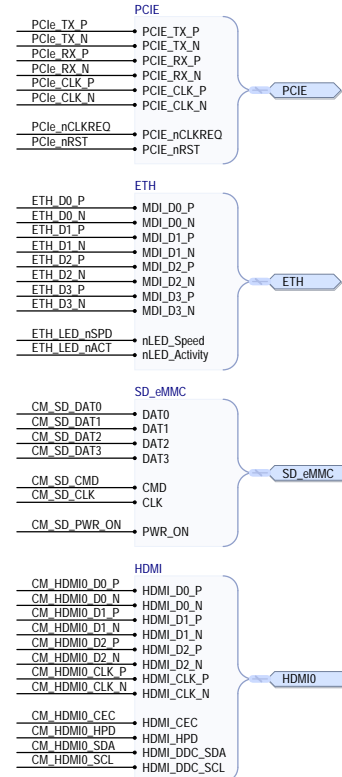 PCIE
PCIe_TX_P PCIE_TX_P
PCIe_TX_N PCIE_TX_N
PCIe_RX_P PCIE_RX_P
PCIe_RX_N PCIE_RX_N
PCIe_CLK_P PCIE_CLK_P PCIE
PCIe_CLK_N PCIE_CLK_N
PCIe_nCLKREQ PCIE_nCLKREQ
PCIe_nRST PCIE_nRST
ETH
ETH_D0_P MDI_D0_P
ETH_D0_N MDI_D0_N
ETH_D1_P MDI_D1_P
ETH_D1_N MDI_D1_N
ETH_D2_P MDI_D2_P
ETH_D2_N MDI_D2_N ETH
ETH_D3_P MDI_D3_P
ETH_D3_N MDI_D3_N
ETH_LED_nSPD nLED_Speed
ETH_LED_nACT nLED_Activity
SD_eMMC
CM_SD_DAT0 DAT0
CM_SD_DAT1 DAT1
CM_SD_DAT2 DAT2
CM_SD_DAT3 DAT3
SD_eMMC
CM_SD_CMD CMD
CM_SD_CLK CLK
CM_SD_PWR_ON PWR_ON
HDMI
CM_HDMI0_D0_P HDMI_D0_P
CM_HDMI0_D0_N HDMI_D0_N
CM_HDMI0_D1_P HDMI_D1_P
CM_HDMI0_D1_N HDMI_D1_N
CM_HDMI0_D2_P HDMI_D2_P
CM_HDMI0_D2_N HDMI_D2_N
CM_HDMI0_CLK_P HDMI_CLK_P HDMI0
CM_HDMI0_CLK_N HDMI_CLK_N
CM_HDMI0_CEC HDMI_CEC
CM_HDMI0_HPD HDMI_HPD
CM_HDMI0_SDA HDMI_DDC_SDA
CM_HDMI0_SCL HDMI_DDC_SCL